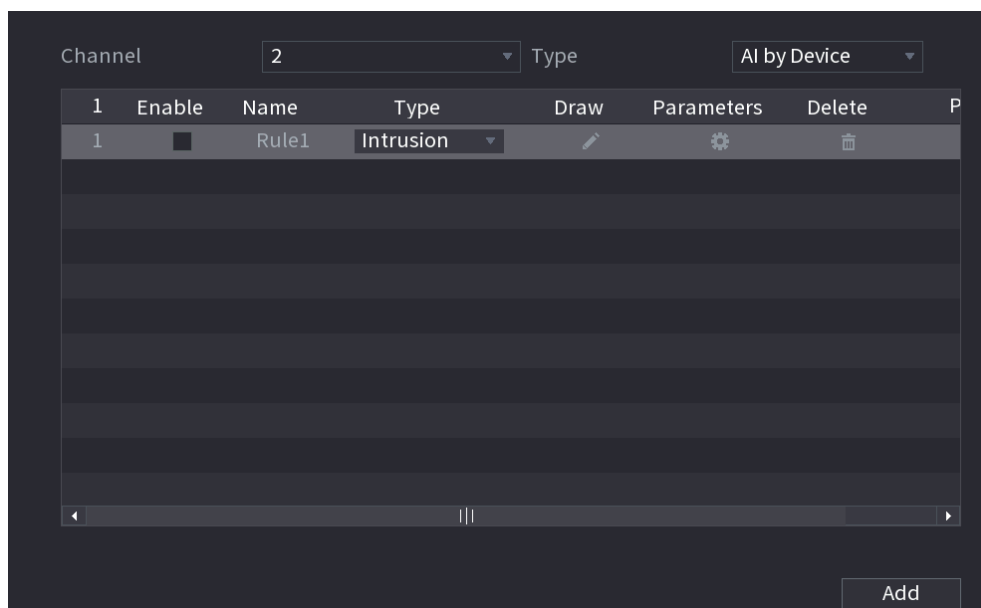 Channel 2 Type AI by Device
1 Enable Name Type Draw Parameters Delete P
1 Rule1 Intrusion
Add